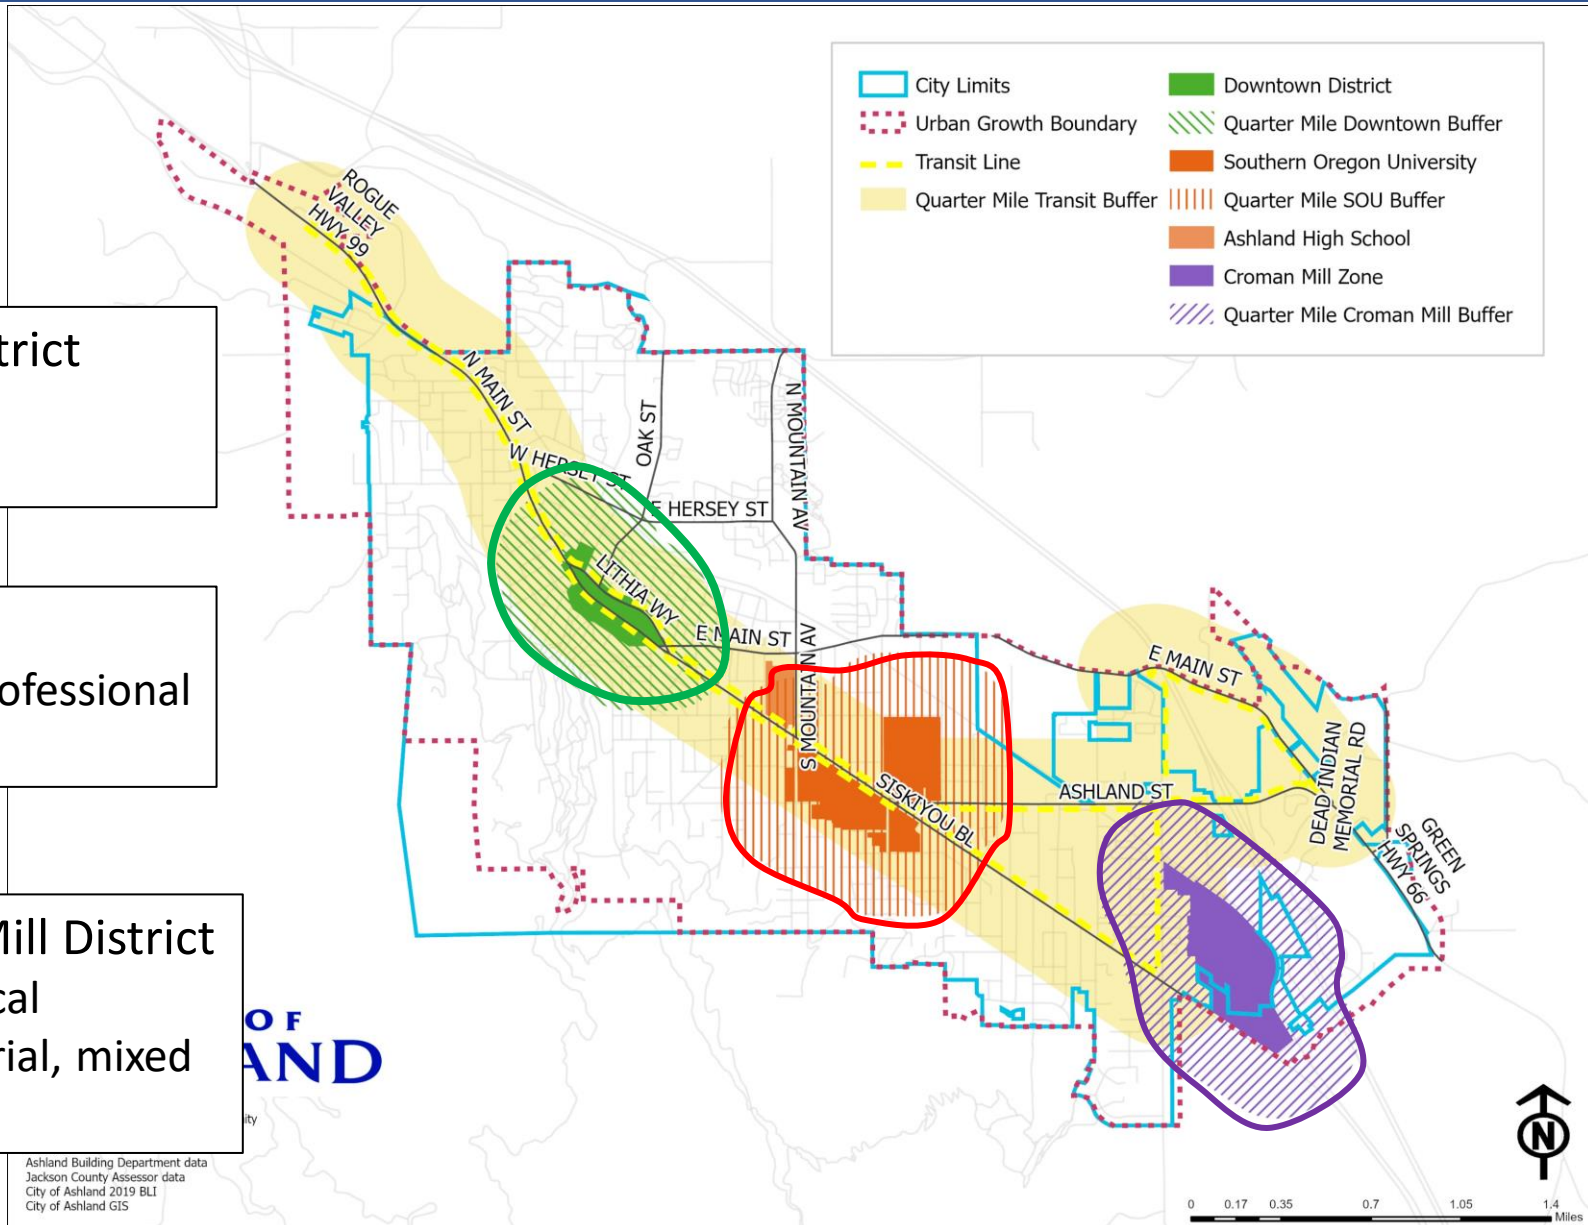 City Limits
Urban Growth Boundary
Transit Line
Quarter Mile Transit Buffer
Downtown District
Quarter Mile Downtown Buffer
Southern Oregon University
Quarter Mile SOU Buffer
Ashland High School
Croman Mill Zone
Quarter Mile Croman Mill Buffer
ROGUE
VALLEY
HWY 99
N MAIN ST
W HERSEY ST
OAK ST
E HERSEY ST
N MOUNTAIN AV
LITHIA WY
E MAIN ST
S MOUNTAIN AV
SISKIYOU BL
ASHLAND ST
E MAIN ST
DEAD INDIAN
MEMORIAL RD
GREEN
SPRINGS
HWY 66
trict
ofessional
Mill District
cal
rial, mixed
OF
AND
ity
Ashland Building Department data
Jackson County Assessor data
City of Ashland 2019 BLI
City of Ashland GIS
N
0 0.17 0.35 0.7 1.05 1.4
Miles